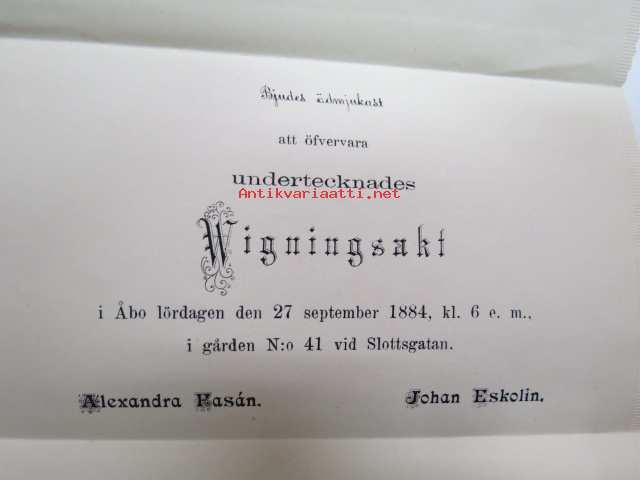 Bjudes ädmjukast
att öfvervara
undertecknades
Antikvariaatti.net
Wigningsakt
i Åbo lördagen den 27 september 1884, kl. 6 e. m.,
i gården N:o 41 vid Slottsgatan.
Alexandra Fasán. Johan Eskolin.